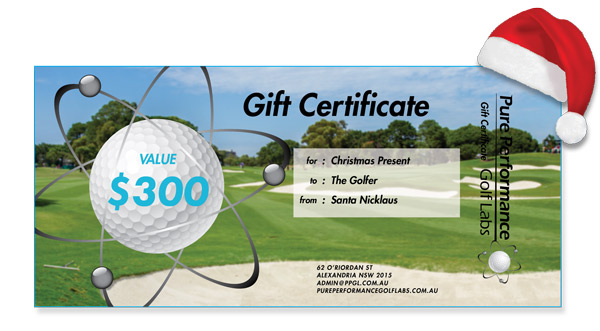 Gift Certificate
VALUE
$300
for : Christmas Present
to : The Golfer
from : Santa Nicklaus
62 O'RIORDAN ST
ALEXANDRIA NSW 2015
ADMIN@PPGL.COM.AU
PUREPERFORMANCEGOLFLABS.COM.AU
Pure Performance
Gift Certificate Golf Labs